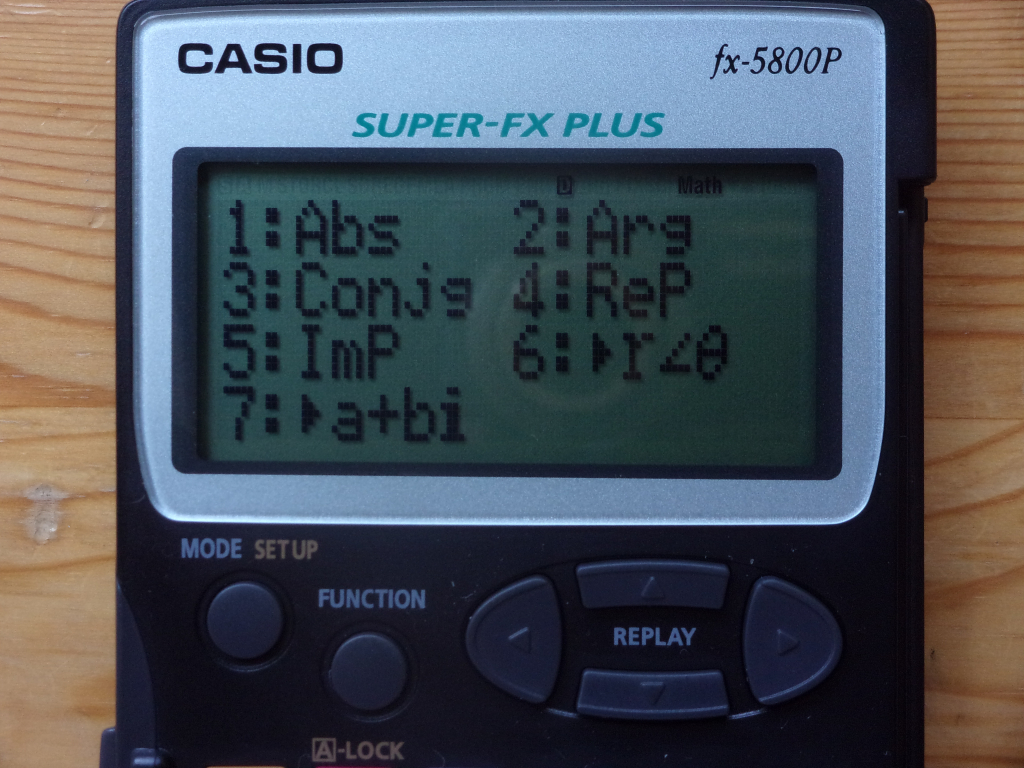 CASIO fx-5800P
SUPER-FX PLUS
D Math
1:Abs 2:Arg
3:Conjg 4:ReP
5:ImP 6:▶r∠θ
7:▶a+bi
MODE SETUP
FUNCTION
REPLAY
A-LOCK